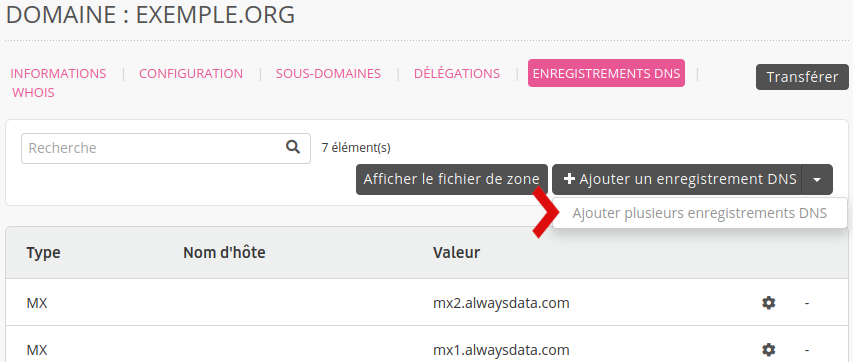 DOMAINE : EXEMPLE.ORG
INFORMATIONS | CONFIGURATION | SOUS-DOMAINES | DÉLÉGATIONS | ENREGISTREMENTS DNS |
WHOIS
Transférer
Recherche
7 élément(s)
Afficher le fichier de zone
+ Ajouter un enregistrement DNS
Ajouter plusieurs enregistrements DNS
Type Nom d'hôte Valeur
MX mx2.alwaysdata.com -
MX mx1.alwaysdata.com -